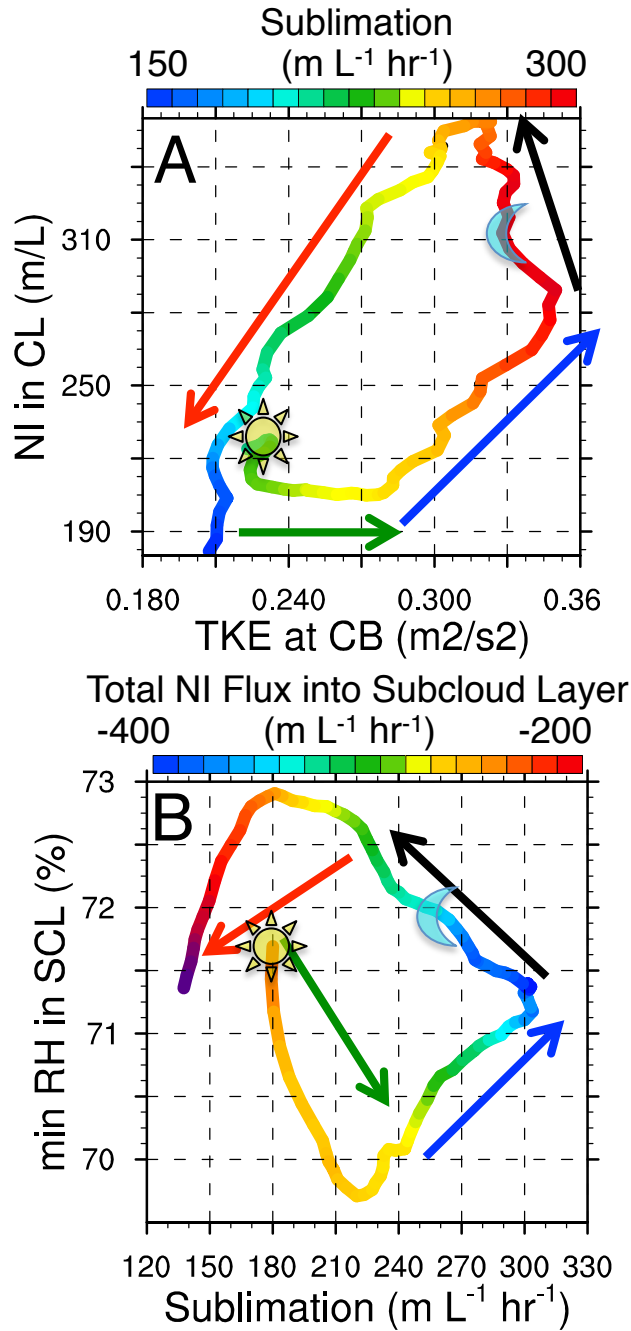 Sublimation
150 (m L-1 hr-1) 300
A
NI in CL (m/L)
310
250
190
0.180 0.240 0.300 0.36
TKE at CB (m2/s2)
Total NI Flux into Subcloud Layer
-400 (m L-1 hr-1) -200
B
min RH in SCL (%)
73
72
71
70
120 150 180 210 240 270 300 330
Sublimation (m L-1 hr-1)